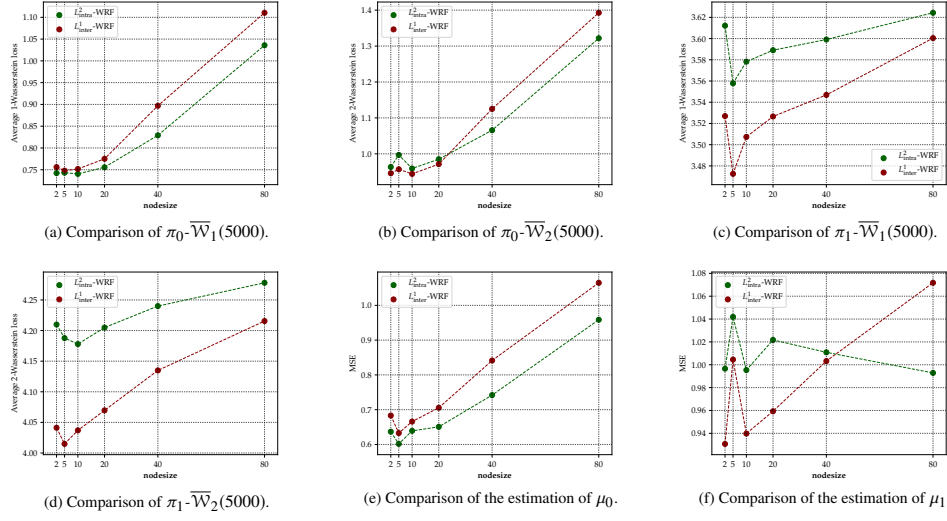 L²intra-WRF
L¹inter-WRF
Average 1-Wasserstein loss
1.10
1.05
1.00
0.95
0.90
0.85
0.80
0.75
2 5 10 20 40 80
nodesize
(a) Comparison of π₀-W̅₁(5000).
L²intra-WRF
L¹inter-WRF
Average 2-Wasserstein loss
1.4
1.3
1.2
1.1
1.0
2 5 10 20 40 80
nodesize
(b) Comparison of π₀-W̅₂(5000).
Average 1-Wasserstein loss
3.62
3.60
3.58
3.56
3.54
3.52
3.50
3.48
L²intra-WRF
L¹inter-WRF
2 5 10 20 40 80
nodesize
(c) Comparison of π₁-W̅₁(5000).
L²intra-WRF
L¹inter-WRF
Average 2-Wasserstein loss
4.25
4.20
4.15
4.10
4.05
4.00
2 5 10 20 40 80
nodesize
(d) Comparison of π₁-W̅₂(5000).
L²intra-WRF
L¹inter-WRF
MSE
1.0
0.9
0.8
0.7
0.6
2 5 10 20 40 80
nodesize
(e) Comparison of the estimation of μ₀.
L²intra-WRF
L¹inter-WRF
MSE
1.08
1.06
1.04
1.02
1.00
0.98
0.96
0.94
2 5 10 20 40 80
nodesize
(f) Comparison of the estimation of μ₁